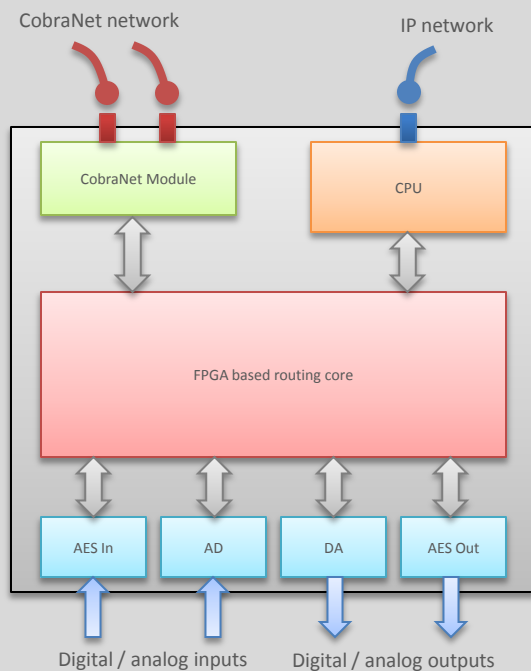 CobraNet network
IP network
CobraNet Module
CPU
FPGA based routing core
AES In
AD
DA
AES Out
Digital / analog inputs
Digital / analog outputs